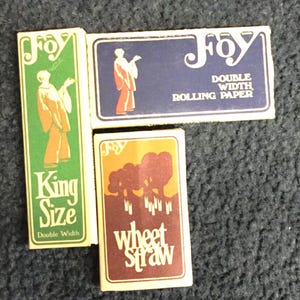 Joy
King
Size
Double Width
Joy
DOUBLE
WIDTH
ROLLING PAPER
Joy
wheat
straw